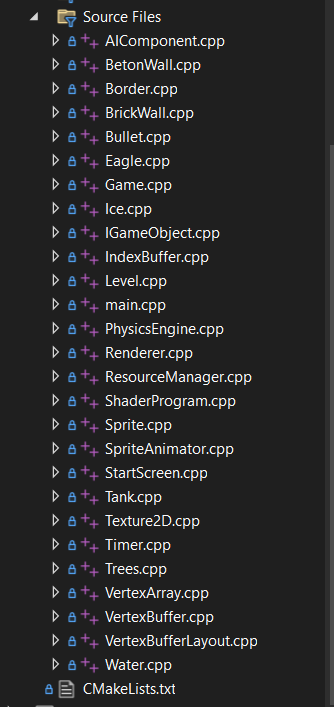 Source Files
AIComponent.cpp
BetonWall.cpp
Border.cpp
BrickWall.cpp
Bullet.cpp
Eagle.cpp
Game.cpp
Ice.cpp
IGameObject.cpp
IndexBuffer.cpp
Level.cpp
main.cpp
PhysicsEngine.cpp
Renderer.cpp
ResourceManager.cpp
ShaderProgram.cpp
Sprite.cpp
SpriteAnimator.cpp
StartScreen.cpp
Tank.cpp
Texture2D.cpp
Timer.cpp
Trees.cpp
VertexArray.cpp
VertexBuffer.cpp
VertexBufferLayout.cpp
Water.cpp
CMakeLists.txt